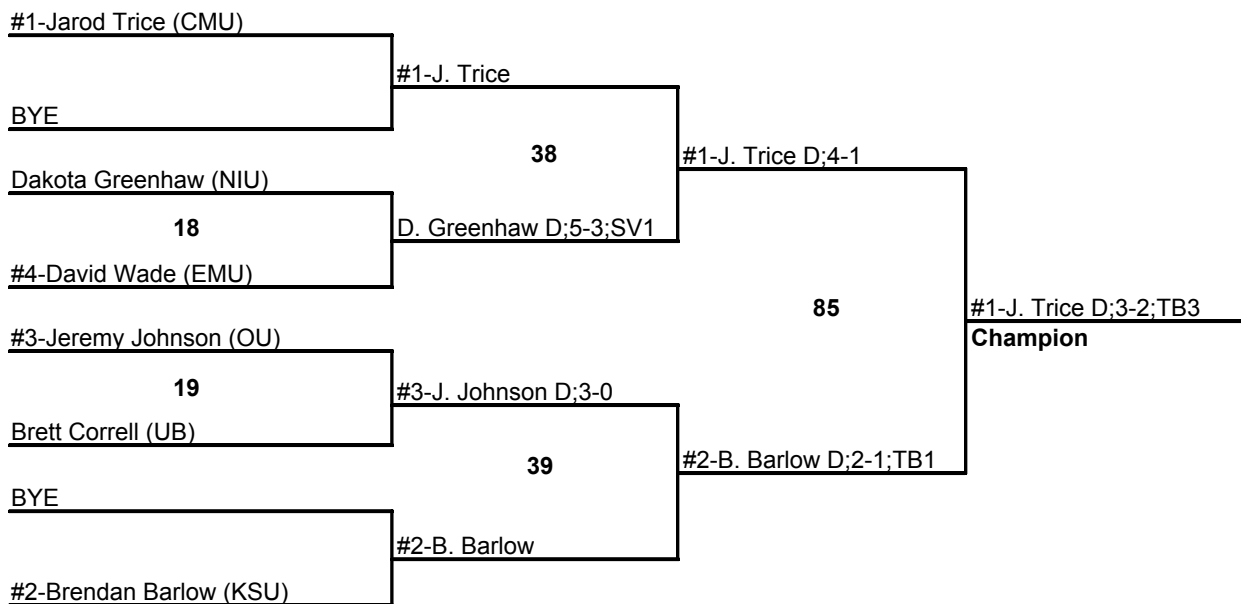 #1-Jarod Trice (CMU)
#1-J. Trice
BYE
38
#1-J. Trice D;4-1
Dakota Greenhaw (NIU)
18
D. Greenhaw D;5-3;SV1
#4-David Wade (EMU)
85
#1-J. Trice D;3-2;TB3
Champion
#3-Jeremy Johnson (OU)
19
#3-J. Johnson D;3-0
Brett Correll (UB)
39
#2-B. Barlow D;2-1;TB1
BYE
#2-B. Barlow
#2-Brendan Barlow (KSU)